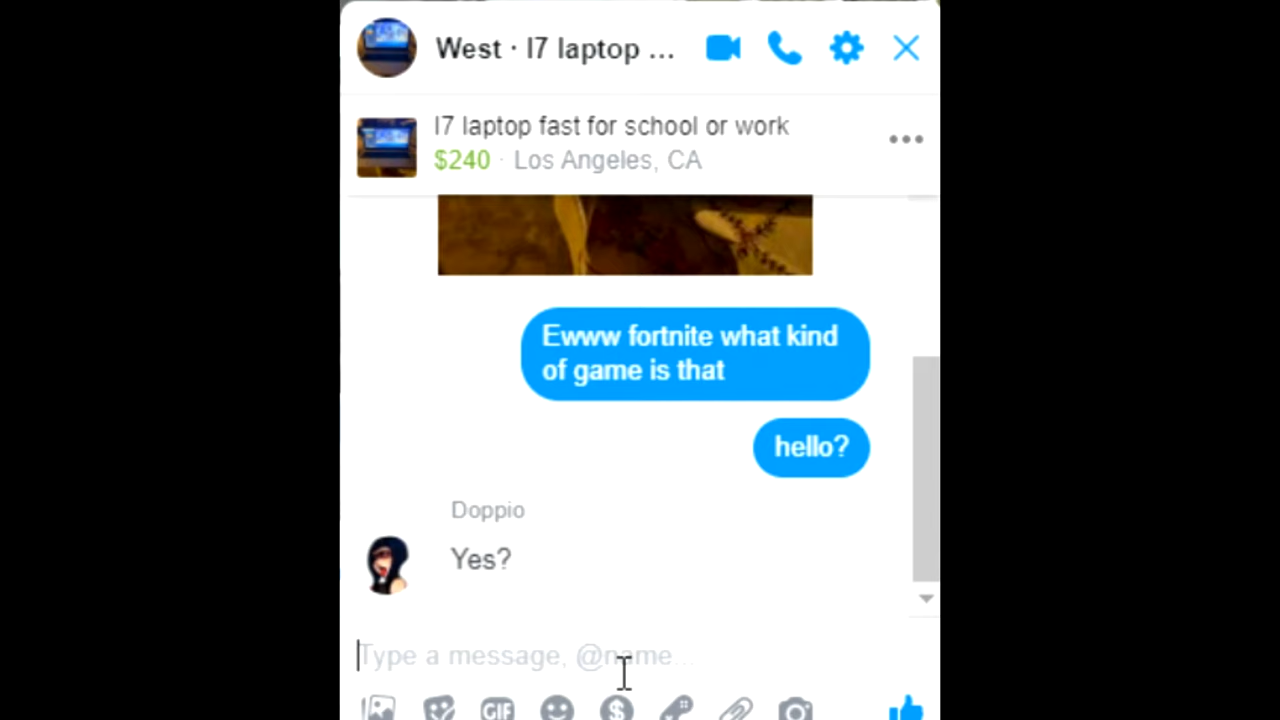 West · I7 laptop ...
I7 laptop fast for school or work
$240 · Los Angeles, CA
Ewww fortnite what kind
of game is that
hello?
Doppio
Yes?
Type a message, @name...
GIF
$